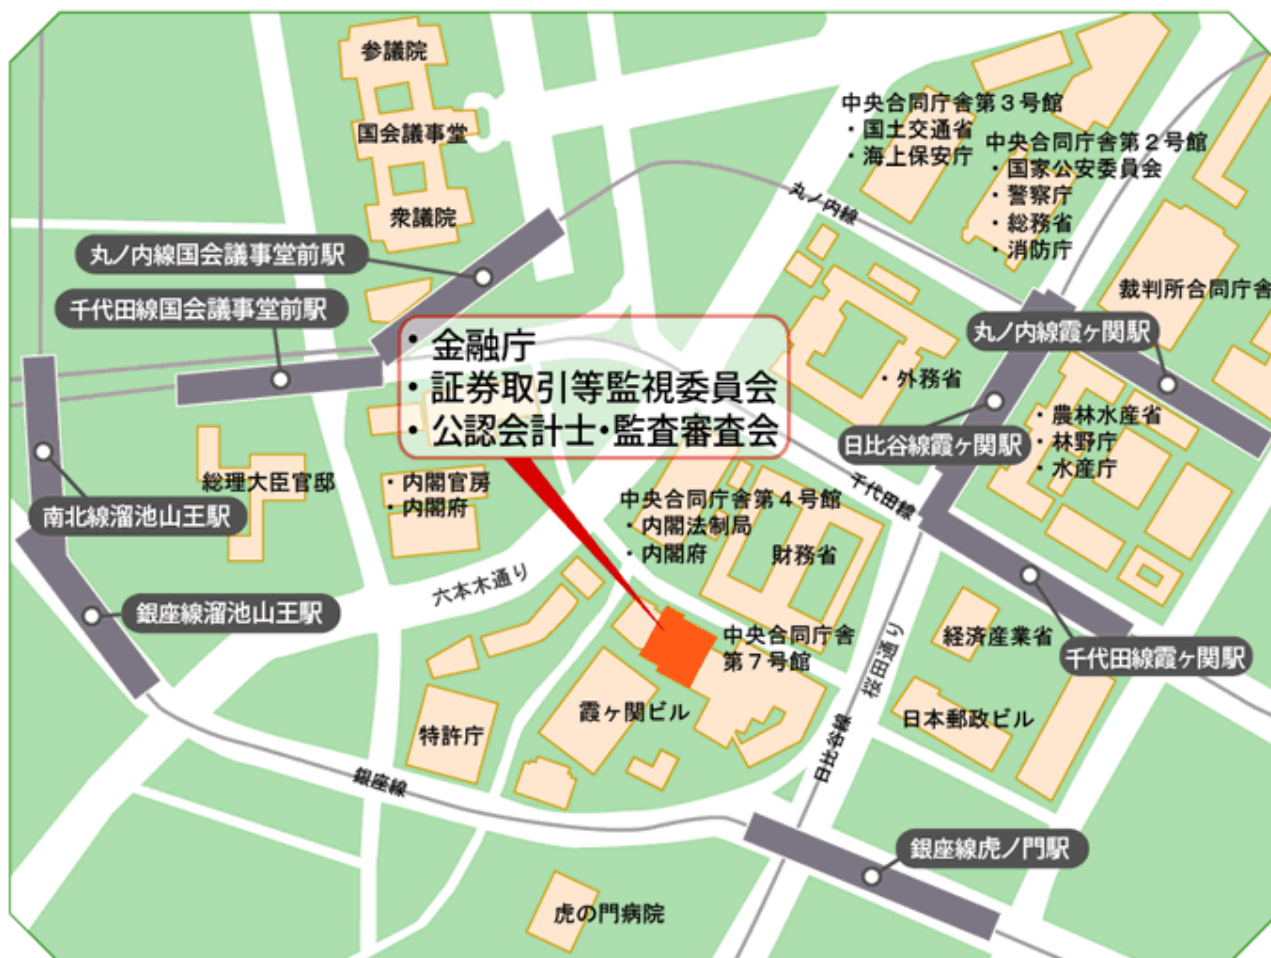 参議院
国会議事堂
衆議院
中央合同庁舎第３号館
・国土交通省
・海上保安庁
中央合同庁舎第２号館
・国家公安委員会
・警察庁
・総務省
・消防庁
丸ノ内線
丸ノ内線国会議事堂前駅
千代田線国会議事堂前駅
裁判所合同庁舎
丸ノ内線霞ヶ関駅
・金融庁
・証券取引等監視委員会
・公認会計士・監査審査会
・外務省
日比谷線霞ヶ関駅
・農林水産省
・林野庁
・水産庁
総理大臣官邸
・内閣官房
・内閣府
南北線溜池山王駅
中央合同庁舎第４号館
・内閣法制局
・内閣府
財務省
千代田線
六本木通り
銀座線溜池山王駅
中央合同庁舎
第７号館
桜田通り
経済産業省
千代田線霞ヶ関駅
霞ヶ関ビル
特許庁
日本郵政ビル
日比谷線
銀座線
銀座線虎ノ門駅
虎の門病院